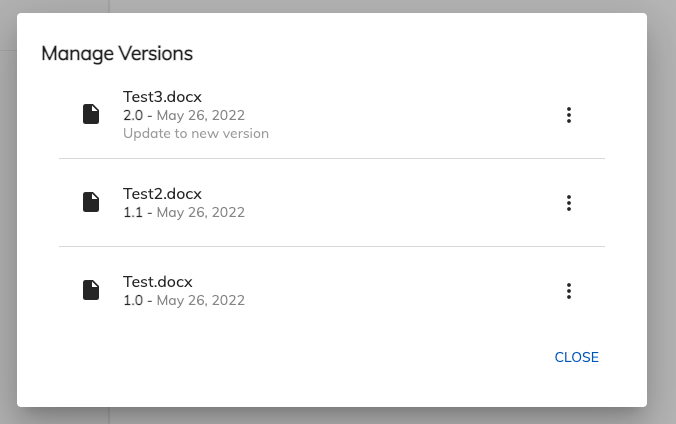 Manage Versions
Test3.docx
2.0 - May 26, 2022
Update to new version
Test2.docx
1.1 - May 26, 2022
Test.docx
1.0 - May 26, 2022
CLOSE